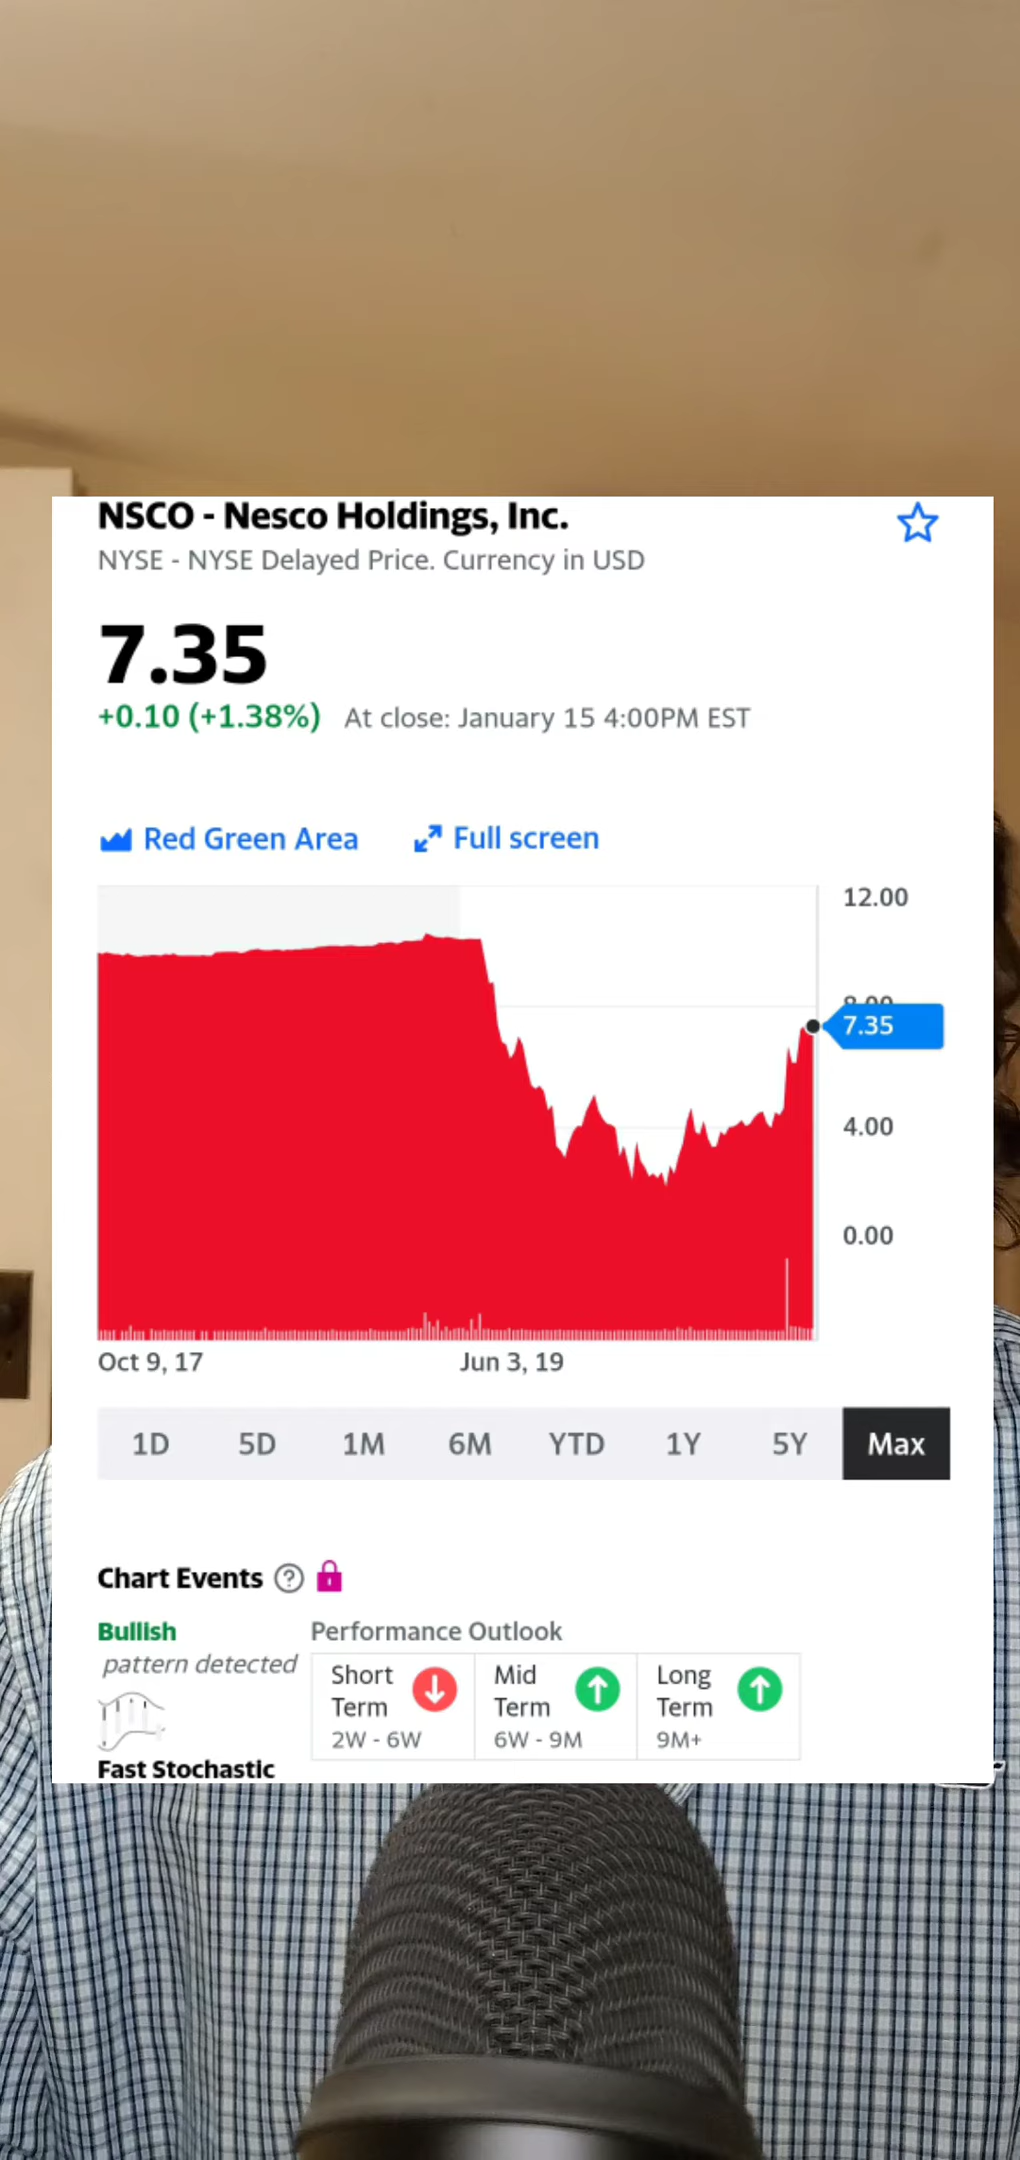 NSCO - Nesco Holdings, Inc.
NYSE - NYSE Delayed Price. Currency in USD
7.35
+0.10 (+1.38%) At close: January 15 4:00PM EST
Red Green Area Full screen
12.00
8.00
7.35
4.00
0.00
Oct 9, 17 Jun 3, 19
1D 5D 1M 6M YTD 1Y 5Y Max
Chart Events ?
Bullish
pattern detected
Fast Stochastic
Performance Outlook
Short Term
2W - 6W
Mid Term
6W - 9M
Long Term
9M+